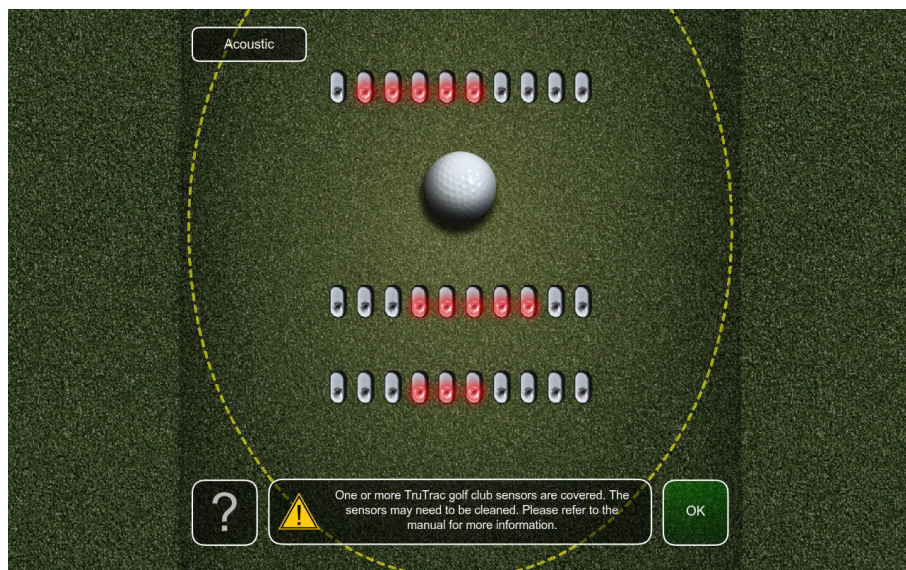 Acoustic
?
One or more TruTrac golf club sensors are covered. The
sensors may need to be cleaned. Please refer to the
manual for more information.
OK